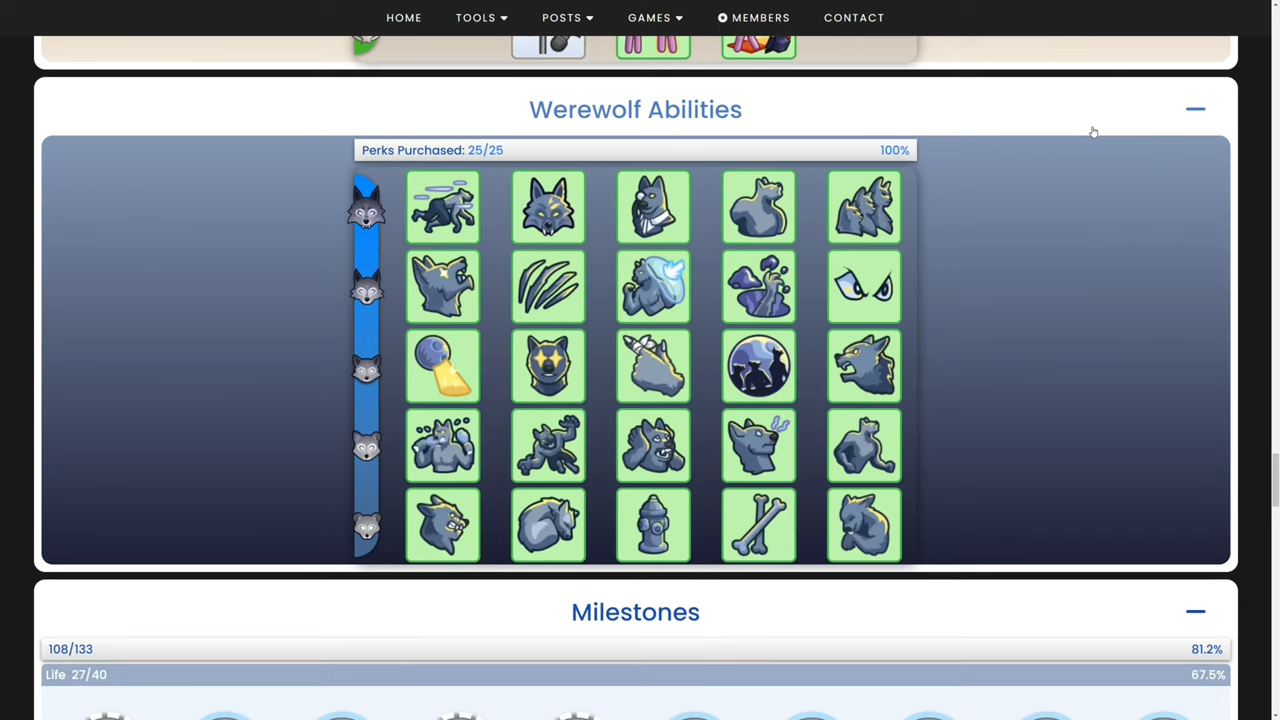 HOME TOOLS POSTS GAMES MEMBERS CONTACT
Werewolf Abilities
Perks Purchased: 25/25 100%
Milestones
108/133 81.2%
Life 27/40 67.5%